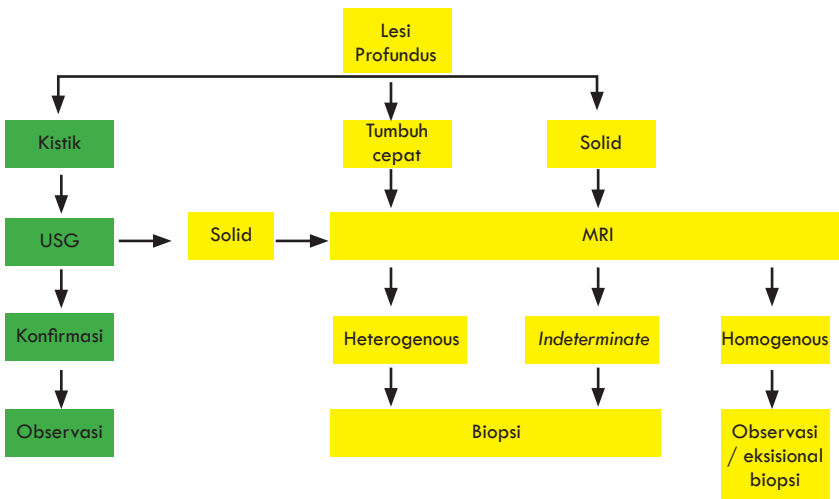 Lesi
Profundus
Kistik
Tumbuh
cepat
Solid
USG
Solid
MRI
Konfirmasi
Heterogenous
Indeterminate
Homogenous
Observasi
Biopsi
Observasi
/ eksisional
biopsi